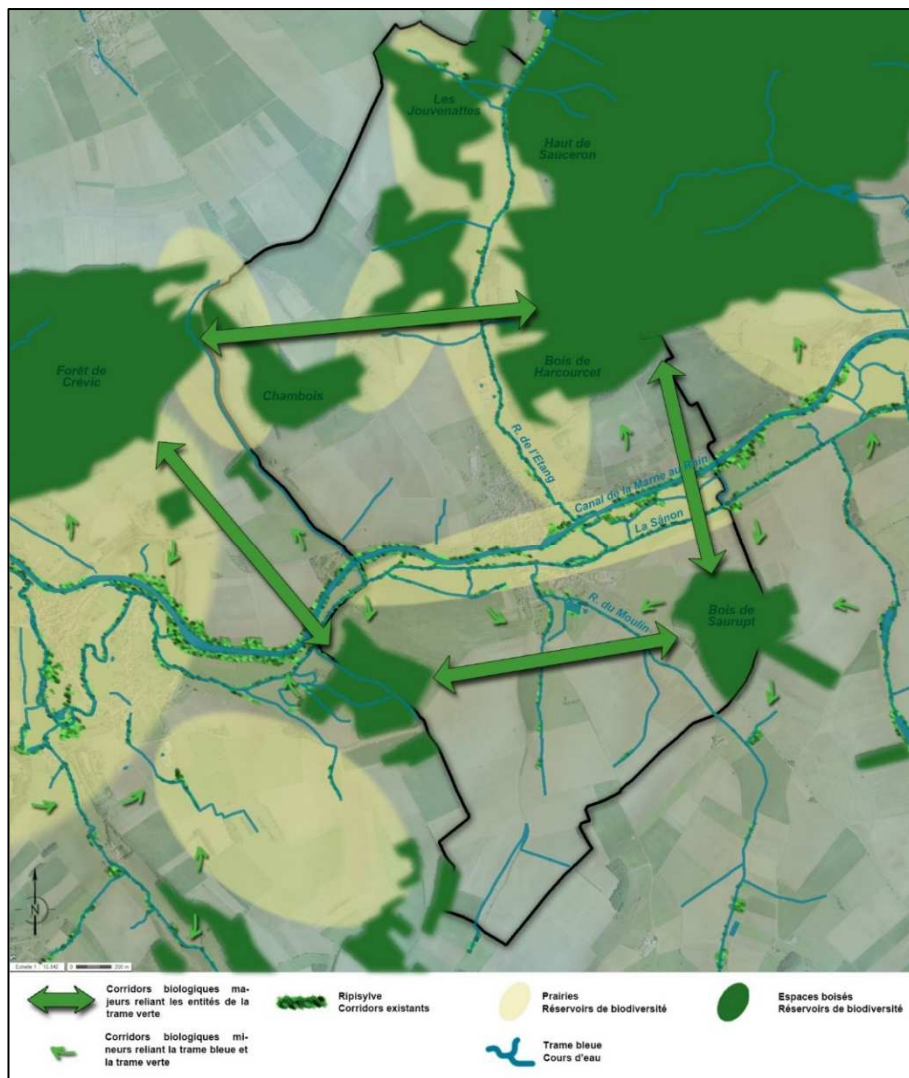 Les
Jouvenattes
Haut de
Sauceron
Forêt de
Crévic
Chambois
Bois de
Harcourcet
R. de l'Etang
Canal de la Marne au Rhin
La Sânon
R. du Moulin
Bois de
Saurupt
N
0 200 m
Corridors biologiques ma-
jeurs reliant les entités de la
trame verte
Ripisylve
Corridors existants
Prairies
Réservoirs de biodiversité
Espaces boisés
Réservoirs de biodiversité
Corridors biologiques mi-
neurs reliant la trame bleue et
la trame verte
Trame bleue
Cours d'eau